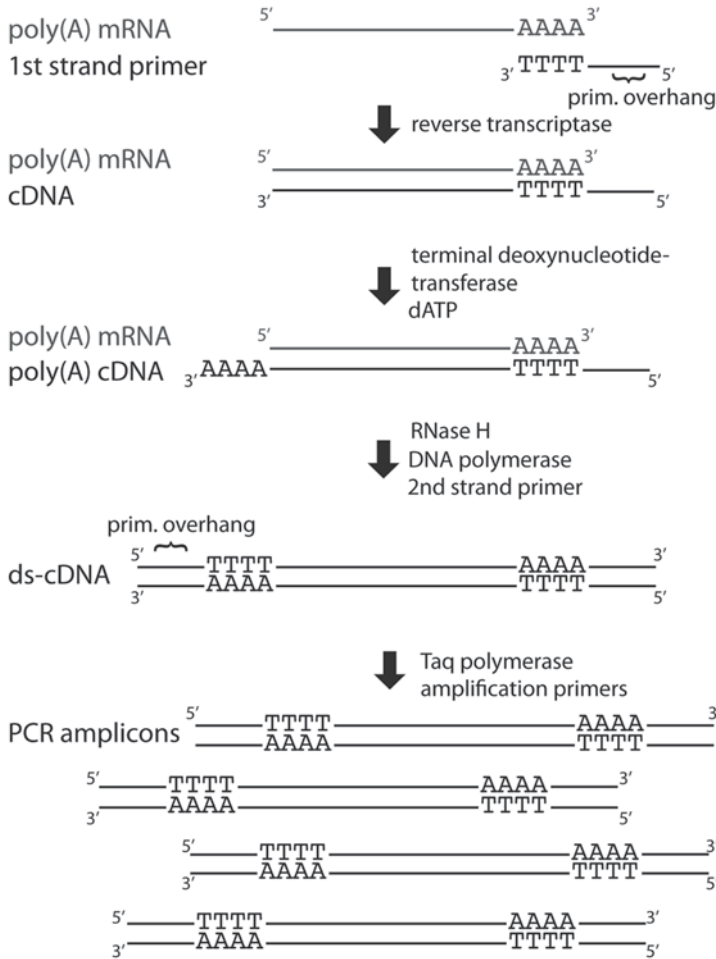 5′ 3′
poly(A) mRNA AAAA
1st strand primer 3′ TTTT 5′
prim. overhang
reverse transcriptase
poly(A) mRNA 5′ AAAA 3′
cDNA 3′ TTTT 5′
terminal deoxynucleotide-
transferase
dATP
poly(A) mRNA 5′ AAAA 3′
poly(A) cDNA 3′ AAAA TTTT 5′
RNase H
DNA polymerase
2nd strand primer
prim. overhang
5′ TTTT AAAA 3′
ds-cDNA
3′ AAAA TTTT 5′
Taq polymerase
amplification primers
5′ TTTT AAAA 3
PCR amplicons
AAAA TTTT
5′ TTTT AAAA 3′
3′ AAAA TTTT 5′
5′ TTTT AAAA 3′
3′ AAAA TTTT 5′
5′ TTTT AAAA 3′
3′ AAAA TTTT 5′